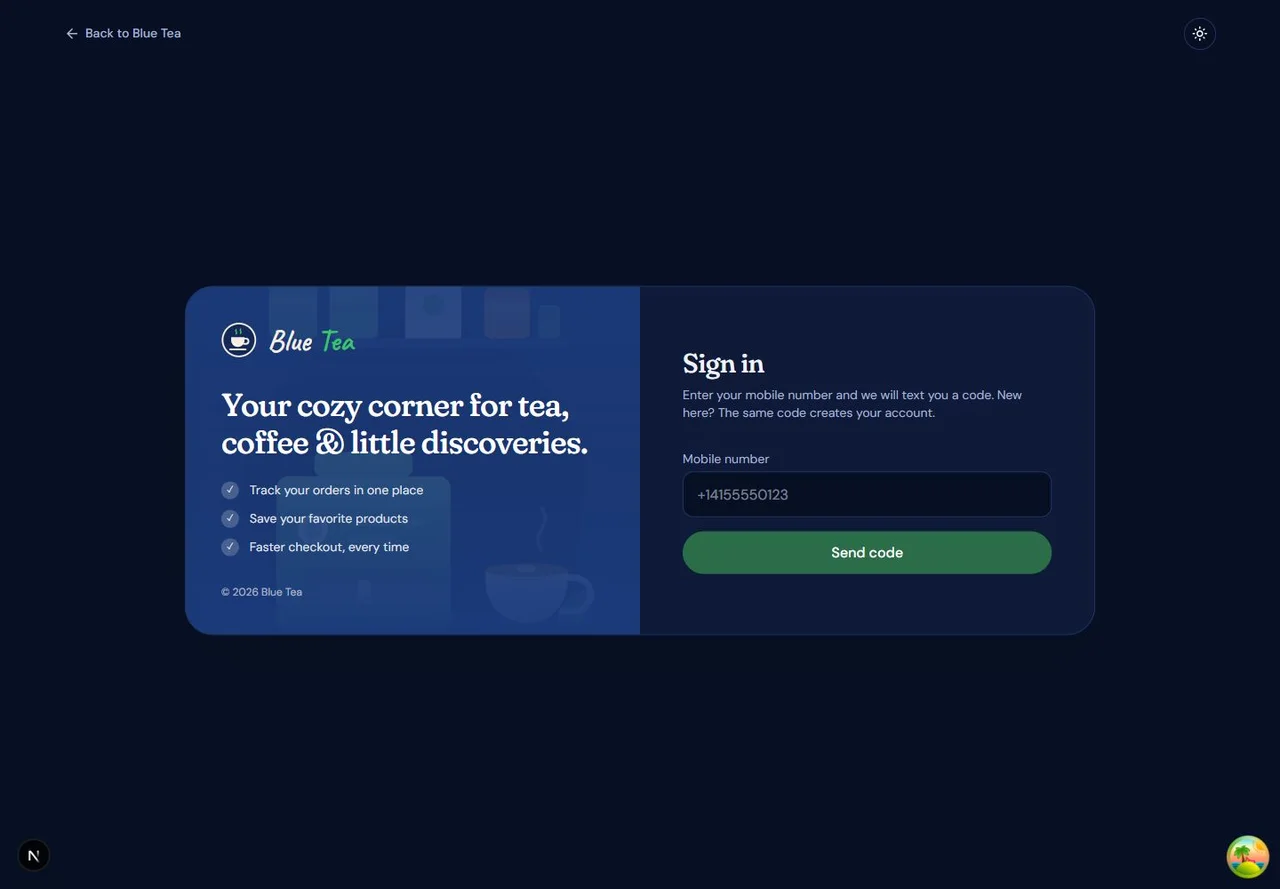 Back to Blue Tea
Blue Tea
Your cozy corner for tea,
coffee & little discoveries.
✓ Track your orders in one place
✓ Save your favorite products
✓ Faster checkout, every time
© 2026 Blue Tea
Sign in
Enter your mobile number and we will text you a code. New
here? The same code creates your account.
Mobile number
+14155550123
Send code
N